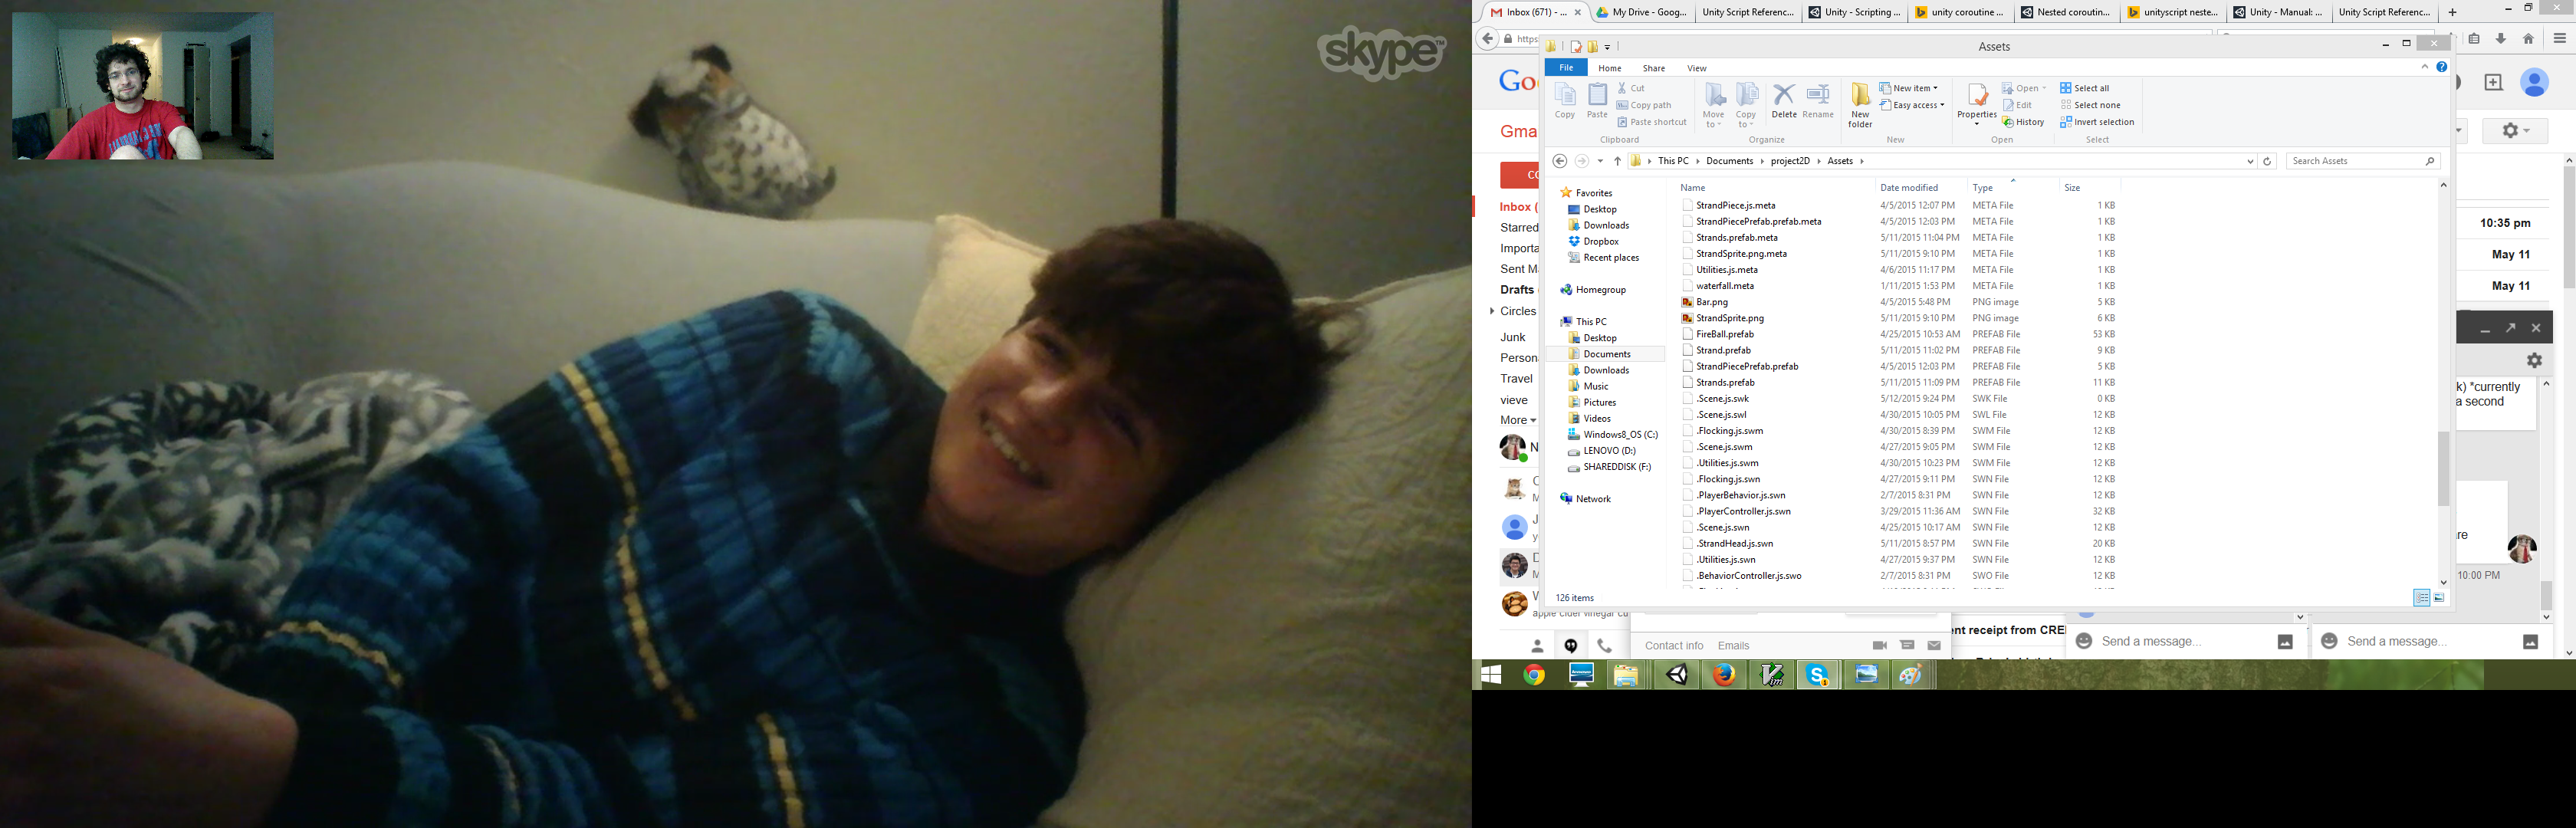 skype™
Inbox (671) - ...
My Drive - Goog...
Unity Script Referenc...
Unity - Scripting ...
unity coroutine ...
Nested coroutin...
unityscript neste...
Unity - Manual: ...
Unity Script Referenc...
https
Assets
File Home Share View
Copy
Paste
Cut
Copy path
Paste shortcut
Clipboard
Move to
Copy to
Delete
Rename
Organize
New folder
New item
Easy access
New
Properties
Open
Edit
History
Open
Select all
Select none
Invert selection
Select
This PC Documents project2D Assets
Search Assets
Favorites
Desktop
Downloads
Dropbox
Recent places
Homegroup
This PC
Desktop
Documents
Downloads
Music
Pictures
Videos
Windows8_OS (C:)
LENOVO (D:)
SHAREDDISK (F:)
Network
Name Date modified Type Size
StrandPiece.js.meta 4/5/2015 12:07 PM META File 1 KB
StrandPiecePrefab.prefab.meta 4/5/2015 12:03 PM META File 1 KB
Strands.prefab.meta 5/11/2015 11:04 PM META File 1 KB
StrandSprite.png.meta 5/11/2015 9:10 PM META File 1 KB
Utilities.js.meta 4/6/2015 11:17 PM META File 1 KB
waterfall.meta 1/11/2015 1:53 PM META File 1 KB
Bar.png 4/5/2015 5:48 PM PNG image 5 KB
StrandSprite.png 5/11/2015 9:10 PM PNG image 6 KB
FireBall.prefab 4/25/2015 10:53 AM PREFAB File 53 KB
Strand.prefab 5/11/2015 11:02 PM PREFAB File 9 KB
StrandPiecePrefab.prefab 4/5/2015 12:03 PM PREFAB File 5 KB
Strands.prefab 5/11/2015 11:09 PM PREFAB File 11 KB
.Scene.js.swk 5/12/2015 9:24 PM SWK File 0 KB
.Scene.js.swl 4/30/2015 10:05 PM SWL File 12 KB
.Flocking.js.swm 4/30/2015 8:39 PM SWM File 12 KB
.Scene.js.swm 4/27/2015 9:05 PM SWM File 12 KB
.Utilities.js.swm 4/30/2015 10:23 PM SWM File 12 KB
.Flocking.js.swn 4/27/2015 9:11 PM SWN File 12 KB
.PlayerBehavior.js.swn 2/7/2015 8:31 PM SWN File 12 KB
.PlayerController.js.swn 3/29/2015 11:36 AM SWN File 32 KB
.Scene.js.swn 4/25/2015 10:17 AM SWN File 12 KB
.StrandHead.js.swn 5/11/2015 8:57 PM SWN File 20 KB
.Utilities.js.swn 4/27/2015 9:37 PM SWN File 12 KB
.BehaviorController.js.swo 2/7/2015 8:31 PM SWO File 12 KB
126 items
Goo
Gma
CO
Inbox (
Starred
Importa
Sent M
Drafts
Circles
Junk
Persona
Travel
vieve
More
10:35 pm
May 11
May 11
k) *currently
a second
re
10:00 PM
apple cider vinegar cu
Contact info Emails
ent receipt from CRE
Send a message...
Send a message...